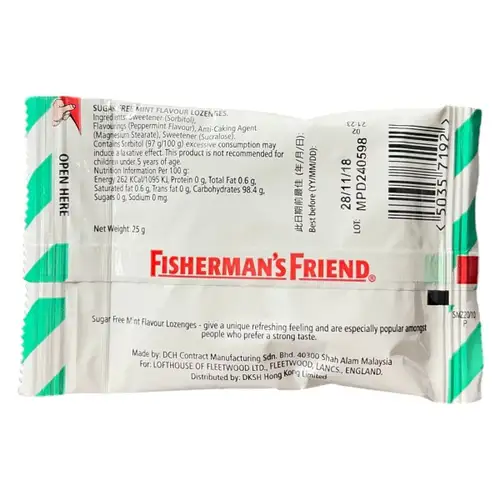 SUGAR FREE MINT FLAVOUR LOZENGES.
Ingredients: Sweetener (Sorbitol),
Flavourings (Peppermint Flavour), Anti-Caking Agent
(Magnesium Stearate), Sweetener (Sucralose).
Contains Sorbitol (97 g/100 g) excessive consumption may
induce a laxative effect. This product is not recommended for
children under 5 years of age.
Nutrition Information Per 100 g:
Energy 262 KCal/1095 KJ, Protein 0 g, Total Fat 0.6 g,
Saturated fat 0.6 g, Trans fat 0 g, Carbohydrates 98.4 g,
Sugars 0 g, Sodium 0 mg
Net Weight: 25 g
OPEN HERE
此日期前最佳 (年/月/日):
Best before (YY/MM/DD):
28/11/18
LOT: MPD240598
02
21:23
<50357192>
FISHERMAN'S FRIEND®
SMZ20/10
P
Sugar Free Mint Flavour Lozenges - give a unique refreshing feeling and are especially popular amongst
people who prefer a strong taste.
Made by: DCH Contract Manufacturing Sdn. Bhd. 40300 Shah Alam Malaysia
For: LOFTHOUSE OF FLEETWOOD LTD., FLEETWOOD, LANCS., ENGLAND.
Distributed by: DKSH Hong Kong Limited